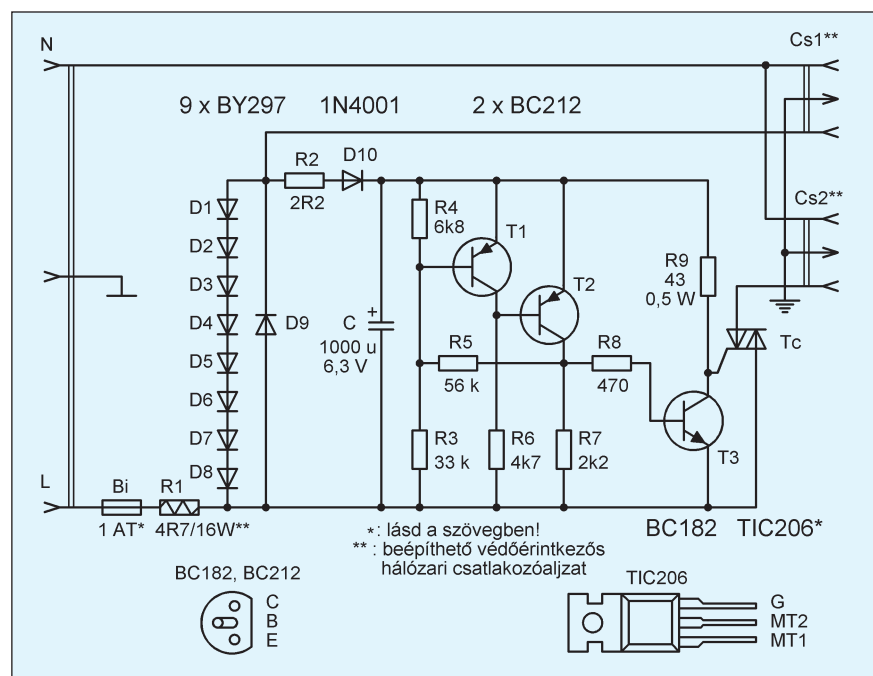 N
Cs1**
9 x BY297 1N4001 2 x BC212
R2 D10
2R2
D1
D2
D3
D4
D5
D6
D7
D8
D9
C +
1000 u
6,3 V
R4
6k8
T1
T2
R5
56 k
R8
470
R3
33 k
R6
4k7
R7
2k2
Cs2**
R9
43
0,5 W
Tc
T3
L
Bi R1
1 AT* 4R7/16W**
BC182 TIC206*
*: lásd a szövegben!
** : beépíthető védőérintkezős
hálózari csatlakozóaljzat
BC182, BC212
C
B
E
TIC206
G
MT2
MT1